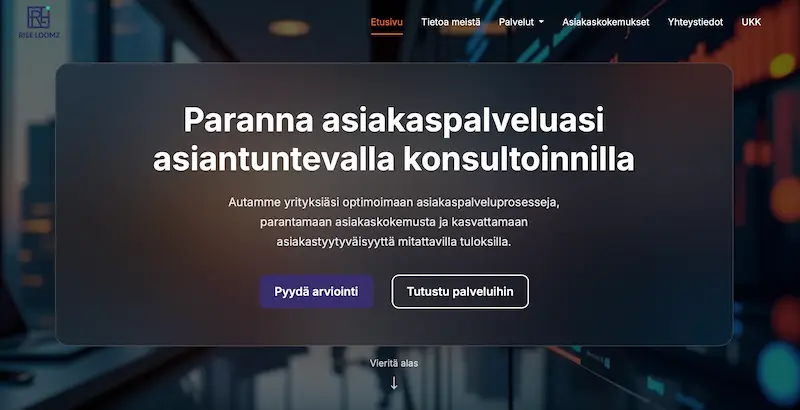 RISE LOOMZ
Etusivu Tietoa meistä Palvelut Asiakaskokemukset Yhteystiedot UKK
Paranna asiakaspalveluasi
asiantuntevalla konsultoinnilla
Autamme yrityksiäsi optimoimaan asiakaspalveluprosesseja,
parantamaan asiakaskokemusta ja kasvattamaan
asiakastyytyväisyyttä mitattavilla tuloksilla.
Pyydä arviointi Tutustu palveluihin
Vieritä alas